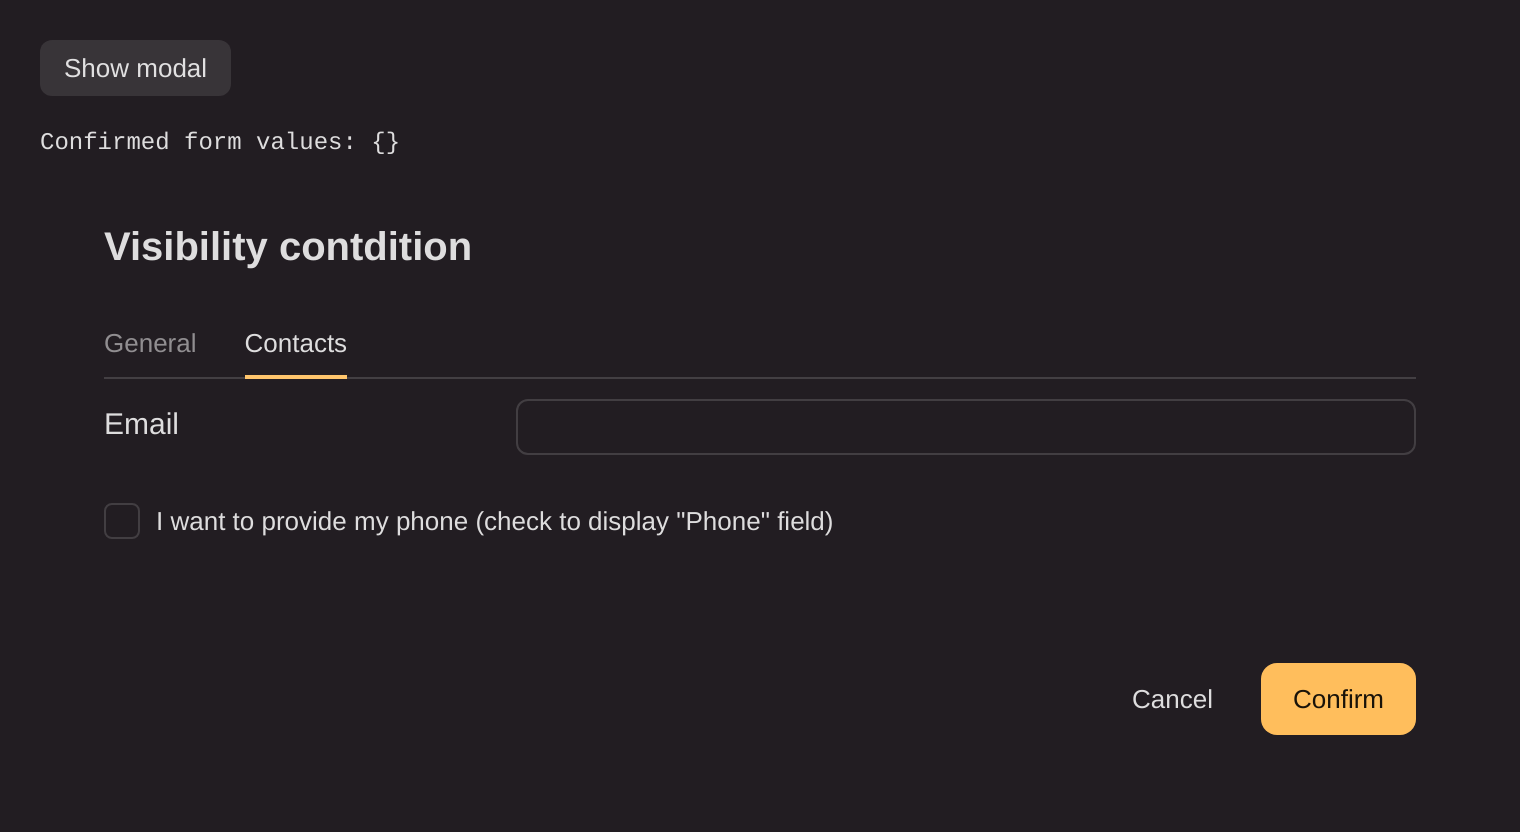 Show modal
Confirmed form values: {}
Visibility contdition
General Contacts
Email
I want to provide my phone (check to display "Phone" field)
Cancel Confirm